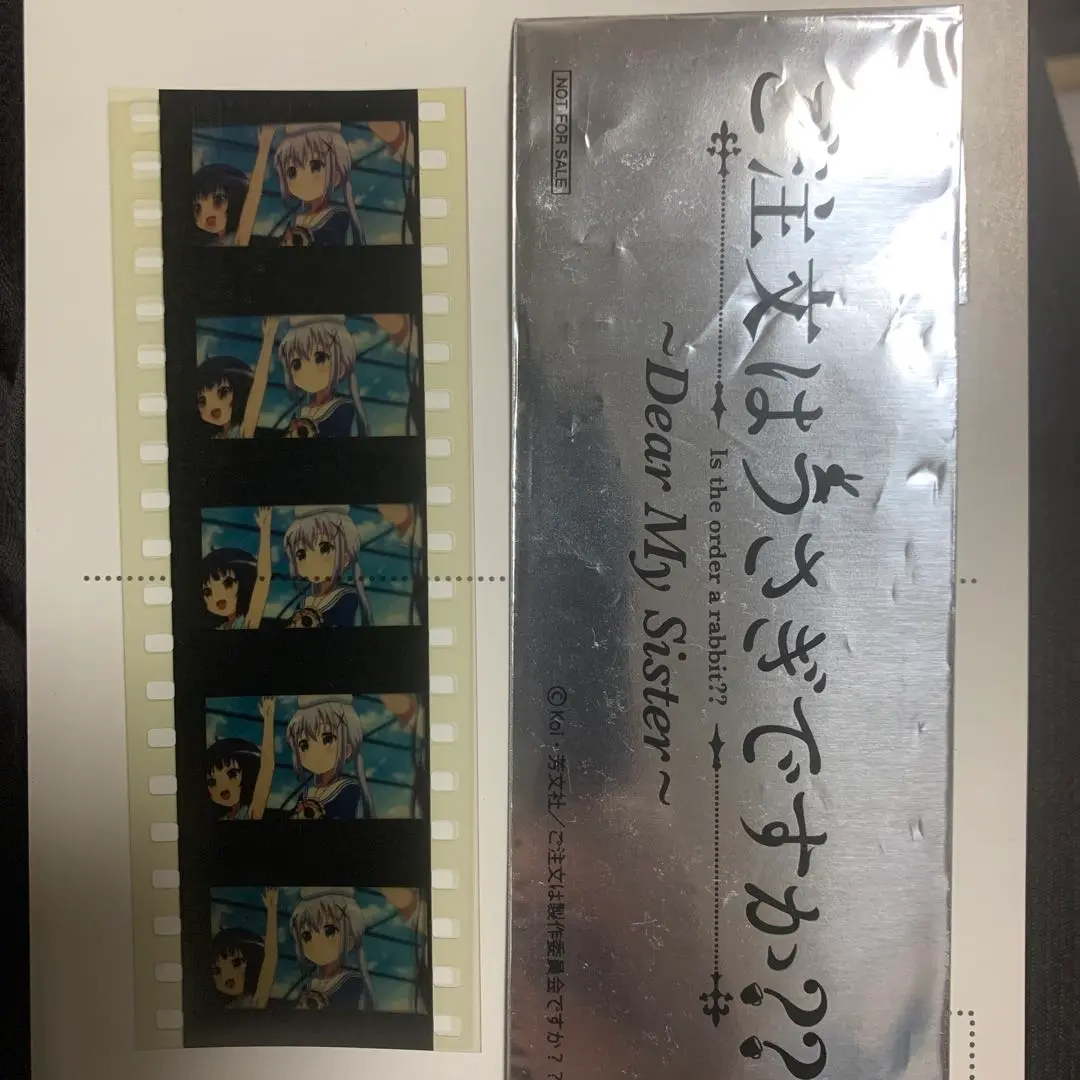 ご注文はうさぎですか??
Is the order a rabbit??
~Dear My Sister~
NOT FOR SALE
©Koi・芳文社／ご注文は製作委員会ですか？？